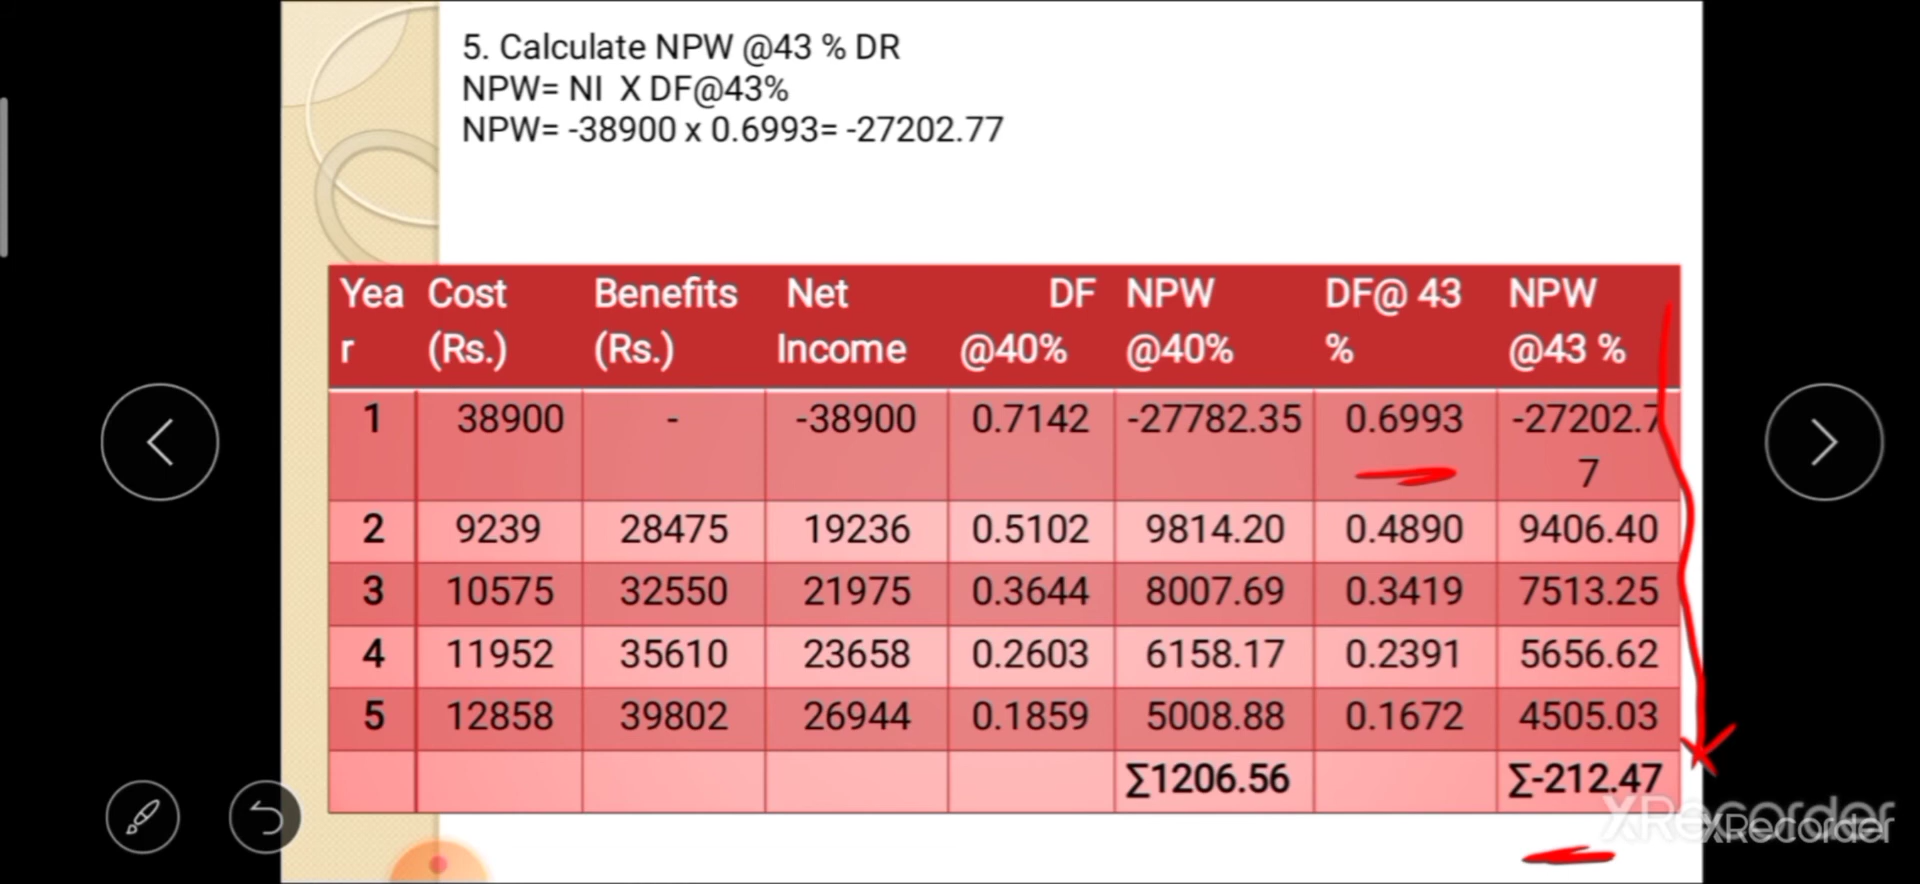 5. Calculate NPW @43 % DR
NPW= NI X DF@43%
NPW= -38900 x 0.6993= -27202.77
Yea Cost Benefits Net DF NPW DF@ 43 NPW
r (Rs.) (Rs.) Income @40% @40% % @43 %
1 38900 - -38900 0.7142 -27782.35 0.6993 -27202.7
7
2 9239 28475 19236 0.5102 9814.20 0.4890 9406.40
3 10575 32550 21975 0.3644 8007.69 0.3419 7513.25
4 11952 35610 23658 0.2603 6158.17 0.2391 5656.62
5 12858 39802 26944 0.1859 5008.88 0.1672 4505.03
∑1206.56 ∑-212.47
XRecorder
XRecorder